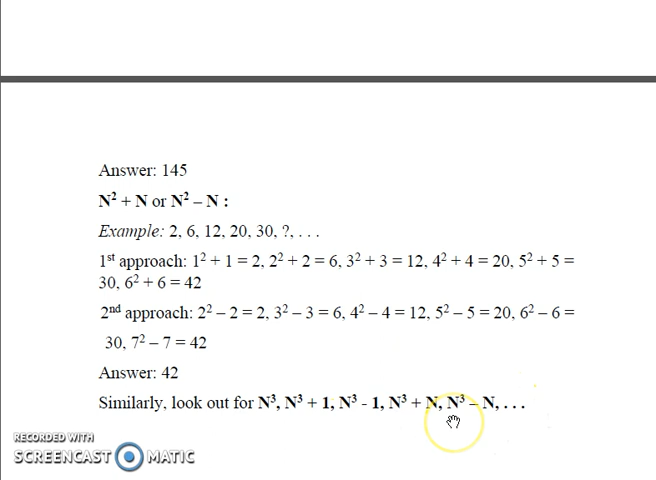 Answer: 145
N² + N or N² – N :
Example: 2, 6, 12, 20, 30, ?, . . .
1ˢᵗ approach: 1² + 1 = 2, 2² + 2 = 6, 3² + 3 = 12, 4² + 4 = 20, 5² + 5 =
30, 6² + 6 = 42
2ⁿᵈ approach: 2² – 2 = 2, 3² – 3 = 6, 4² – 4 = 12, 5² – 5 = 20, 6² – 6 =
30, 7² – 7 = 42
Answer: 42
Similarly, look out for N³, N³ + 1, N³ - 1, N³ + N, N³ – N, . . .
RECORDED WITH
SCREENCAST MATIC